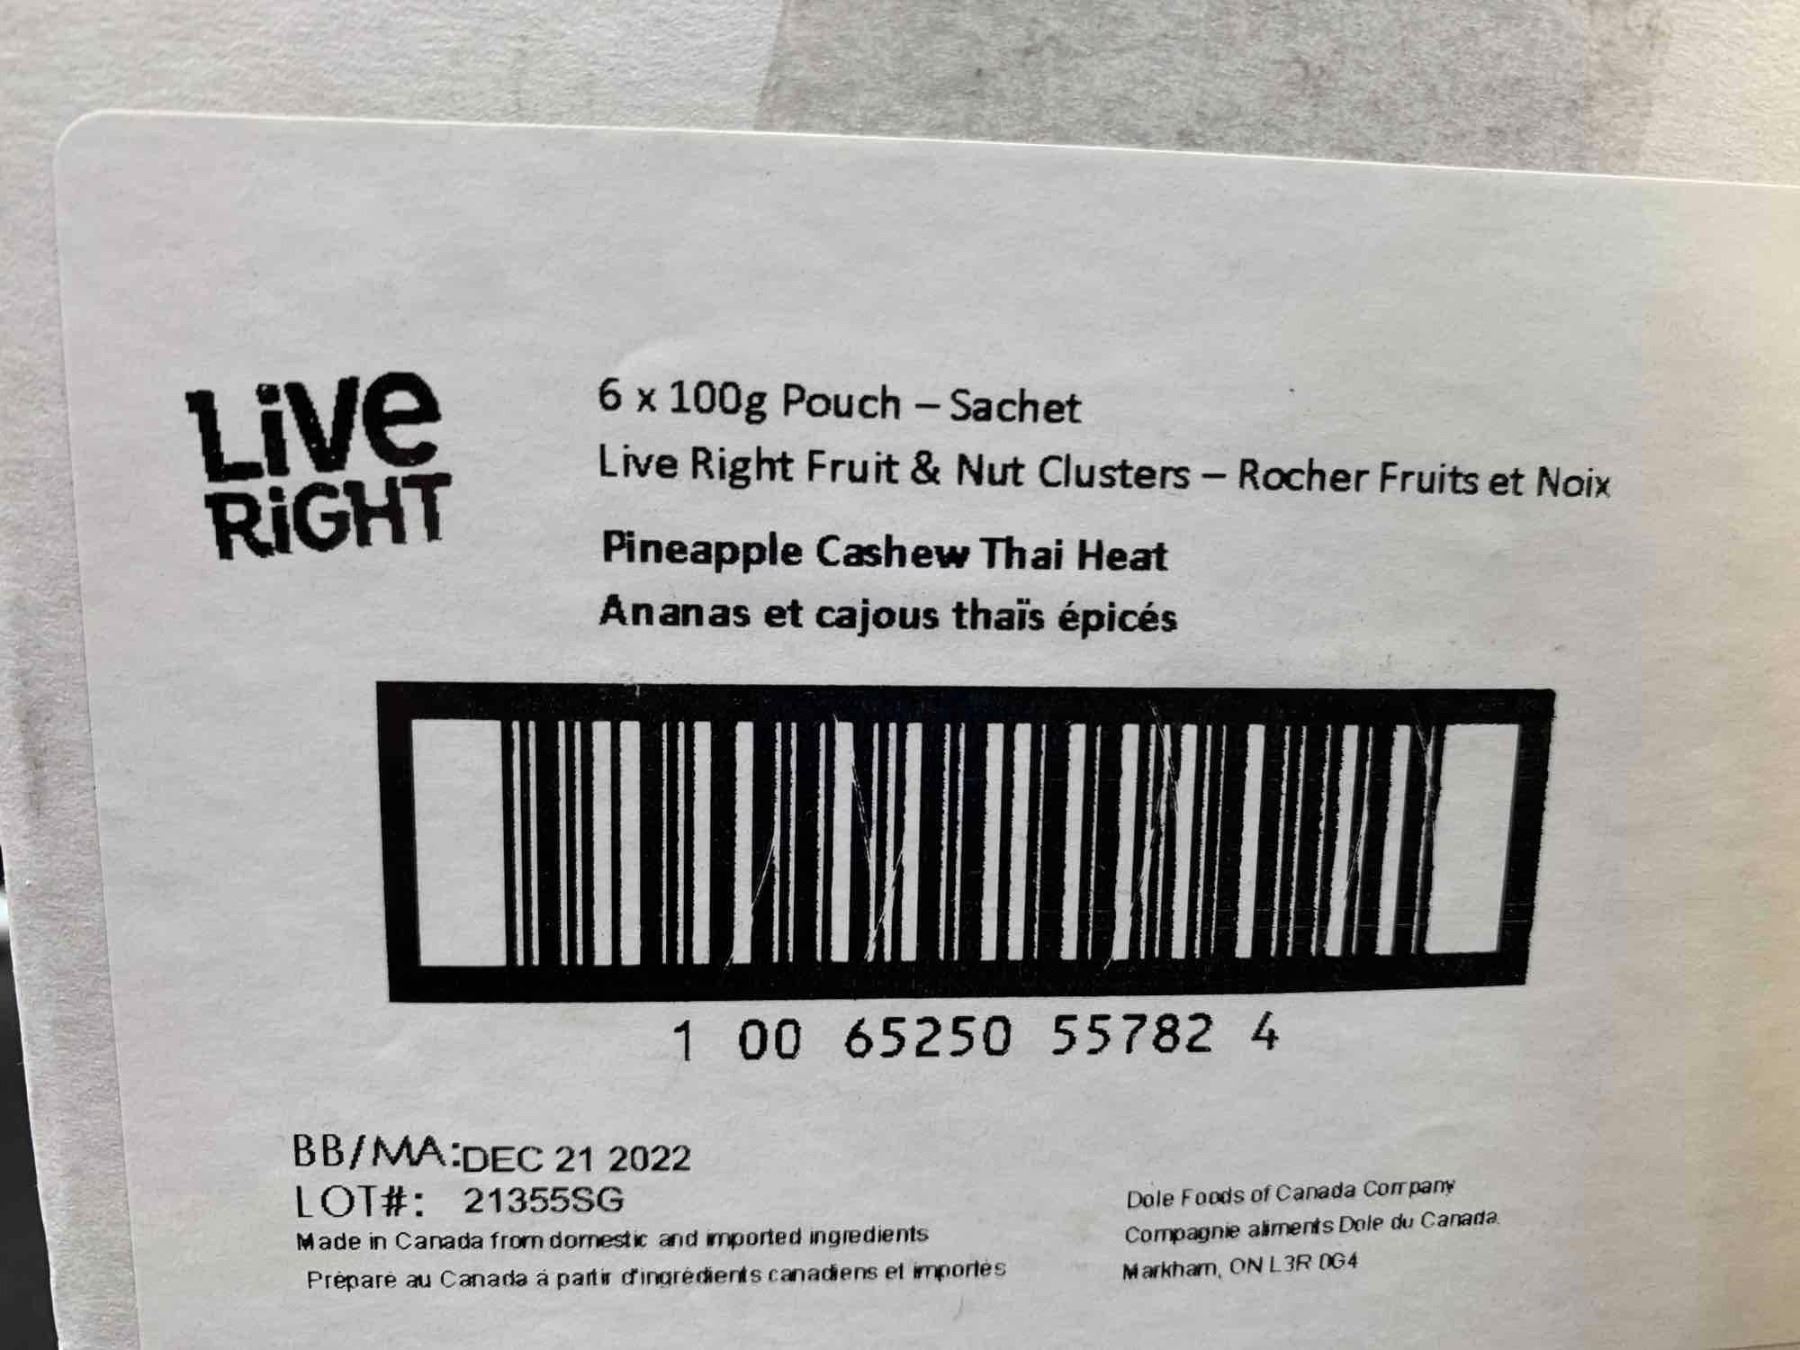 LiVe
RiGHT
6 x 100g Pouch – Sachet
Live Right Fruit & Nut Clusters – Rocher Fruits et Noix
Pineapple Cashew Thai Heat
Ananas et cajous thaïs épicés
1 00 65250 55782 4
BB/MA:DEC 21 2022
LOT#: 21355SG
Made in Canada from domestic and imported ingredients
Préparé au Canada à partir d'ingrédients canadiens et importés
Dole Foods of Canada Company
Compagnie aliments Dole du Canada
Markham, ON L3R 0G4